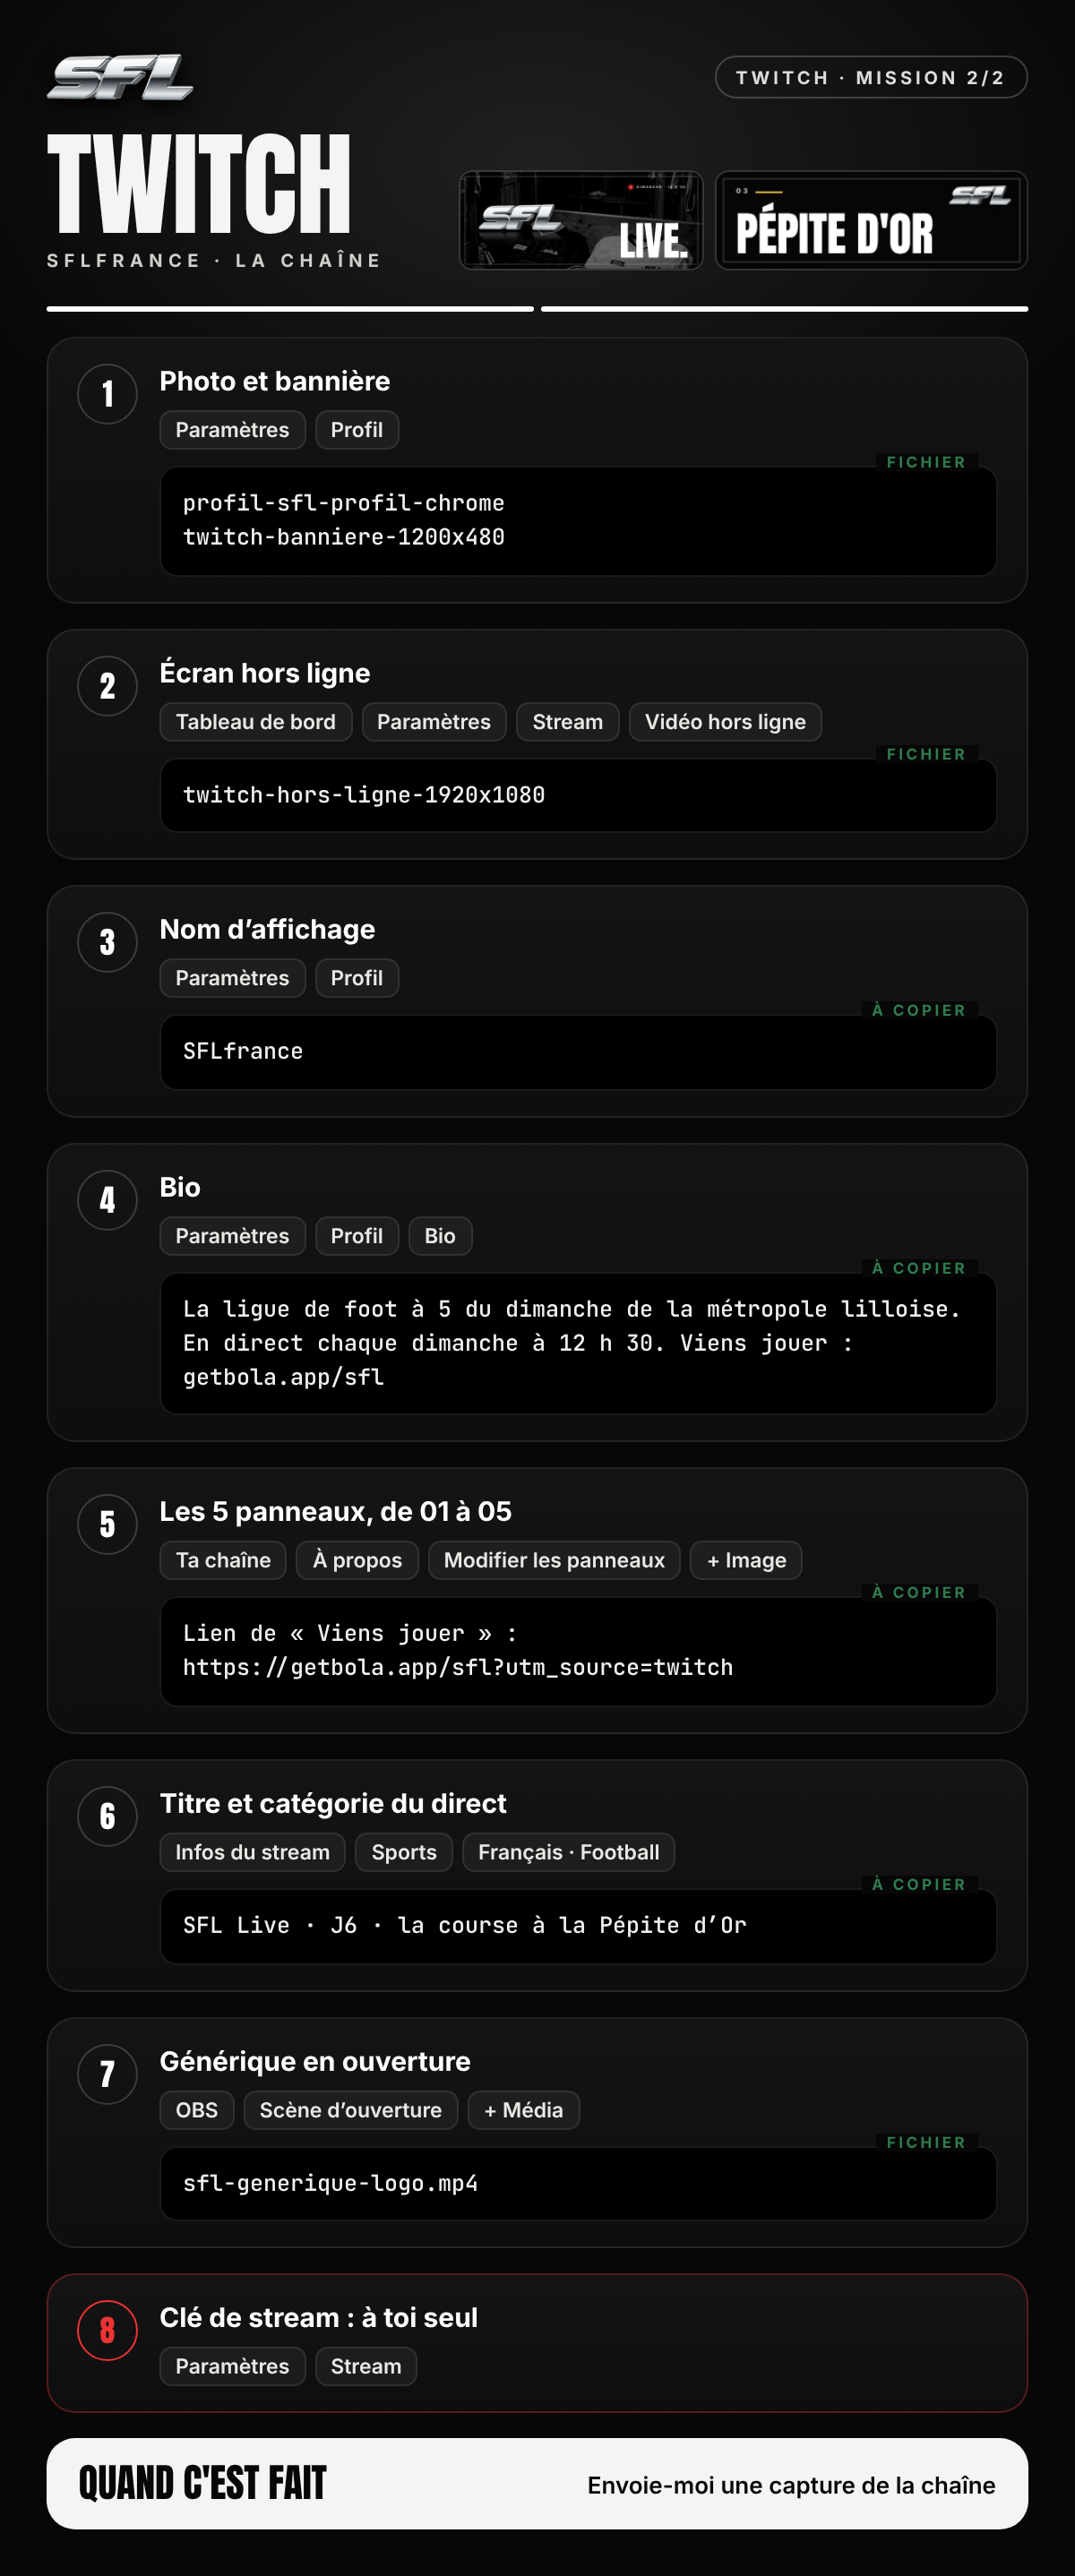 SFL
TWITCH · MISSION 2/2
TWITCH
SFLFRANCE · LA CHAÎNE
DIMANCHE
SFL
LIVE.
03
SFL
PÉPITE D'OR
1
Photo et bannière
Paramètres Profil
FICHIER
profil-sfl-profil-chrome
twitch-banniere-1200x480
2
Écran hors ligne
Tableau de bord Paramètres Stream Vidéo hors ligne
FICHIER
twitch-hors-ligne-1920x1080
3
Nom d’affichage
Paramètres Profil
À COPIER
SFLfrance
4
Bio
Paramètres Profil Bio
À COPIER
La ligue de foot à 5 du dimanche de la métropole lilloise.
En direct chaque dimanche à 12 h 30. Viens jouer :
getbola.app/sfl
5
Les 5 panneaux, de 01 à 05
Ta chaîne À propos Modifier les panneaux + Image
À COPIER
Lien de « Viens jouer » :
https://getbola.app/sfl?utm_source=twitch
6
Titre et catégorie du direct
Infos du stream Sports Français · Football
À COPIER
SFL Live · J6 · la course à la Pépite d’Or
7
Générique en ouverture
OBS Scène d’ouverture + Média
FICHIER
sfl-generique-logo.mp4
8
Clé de stream : à toi seul
Paramètres Stream
QUAND C'EST FAIT
Envoie-moi une capture de la chaîne